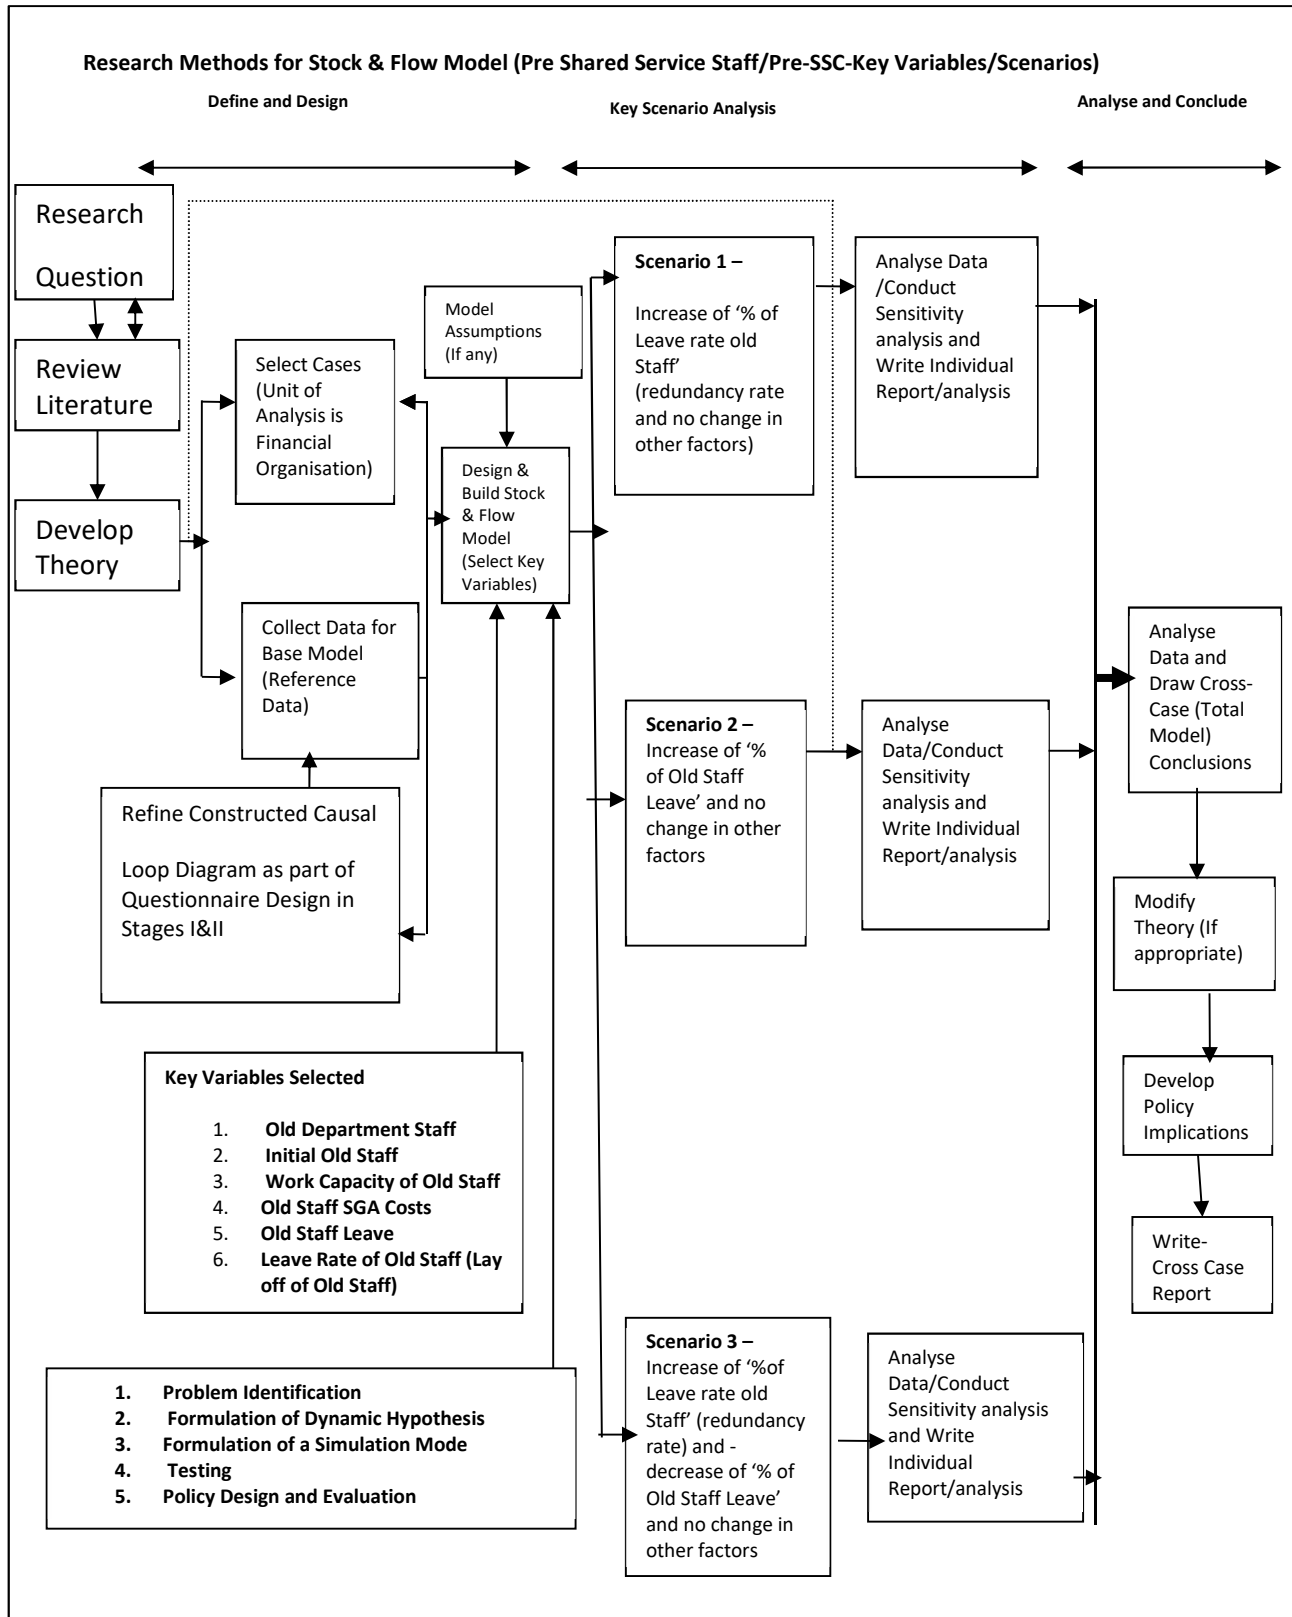 Research Methods for Stock & Flow Model (Pre Shared Service Staff/Pre-SSC-Key Variables/Scenarios)
Define and Design
Key Scenario Analysis
Analyse and Conclude
Research
Question
Review
Literature
Develop
Theory
Select Cases
(Unit of
Analysis is
Financial
Organisation)
Collect Data for
Base Model
(Reference
Data)
Refine Constructed Causal
Loop Diagram as part of
Questionnaire Design in
Stages I&II
Model
Assumptions
(If any)
Design &
Build Stock
& Flow
Model
(Select Key
Variables)
Key Variables Selected
1. Old Department Staff
2. Initial Old Staff
3. Work Capacity of Old Staff
4. Old Staff SGA Costs
5. Old Staff Leave
6. Leave Rate of Old Staff (Lay
off of Old Staff)
1. Problem Identification
2. Formulation of Dynamic Hypothesis
3. Formulation of a Simulation Mode
4. Testing
5. Policy Design and Evaluation
Scenario 1 –
Increase of ‘% of
Leave rate old
Staff’
(redundancy rate
and no change in
other factors)
Analyse Data
/Conduct
Sensitivity
analysis and
Write Individual
Report/analysis
Scenario 2 –
Increase of ‘%
of Old Staff
Leave’ and no
change in other
factors
Analyse
Data/Conduct
Sensitivity
analysis and
Write Individual
Report/analysis
Scenario 3 –
Increase of ‘%of
Leave rate old
Staff’ (redundancy
rate) and -
decrease of ‘% of
Old Staff Leave’
and no change in
other factors
Analyse
Data/Conduct
Sensitivity analysis
and Write
Individual
Report/analysis
Analyse
Data and
Draw Cross-
Case (Total
Model)
Conclusions
Modify
Theory (If
appropriate)
Develop
Policy
Implications
Write-
Cross Case
Report